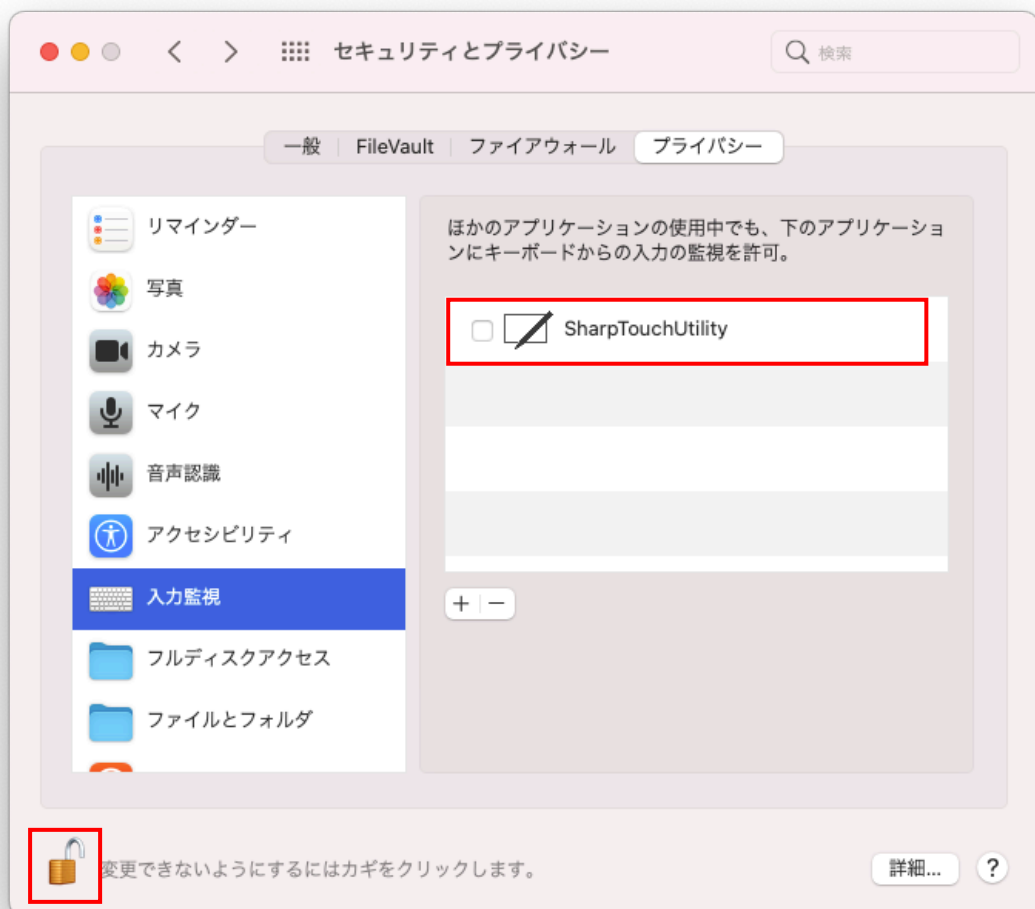 セキュリティとプライバシー
検索
一般
FileVault
ファイアウォール
プライバシー
リマインダー
写真
カメラ
マイク
音声認識
アクセシビリティ
入力監視
フルディスクアクセス
ファイルとフォルダ
ほかのアプリケーションの使用中でも、下のアプリケーショ
ンにキーボードからの入力の監視を許可。
SharpTouchUtility
変更できないようにするにはカギをクリックします。
詳細...
?